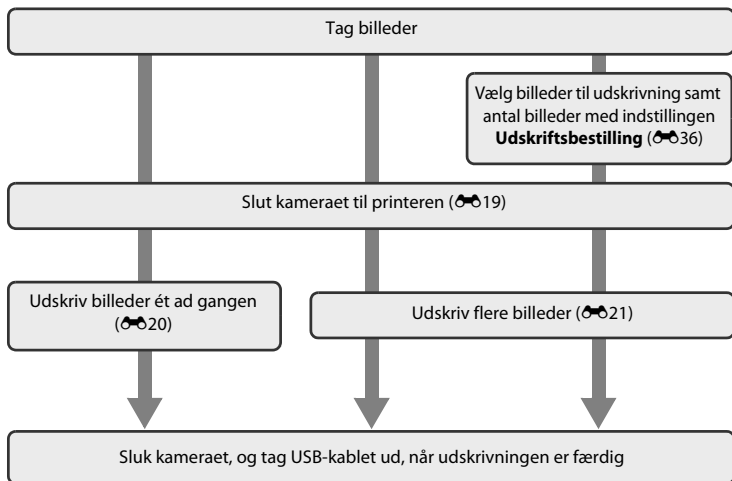 Tag billeder
Vælg billeder til udskrivning samt
antal billeder med indstillingen
Udskriftsbestilling (36)
Slut kameraet til printeren (19)
Udskriv billeder ét ad gangen
(20)
Udskriv flere billeder (21)
Sluk kameraet, og tag USB-kablet ud, når udskrivningen er færdig